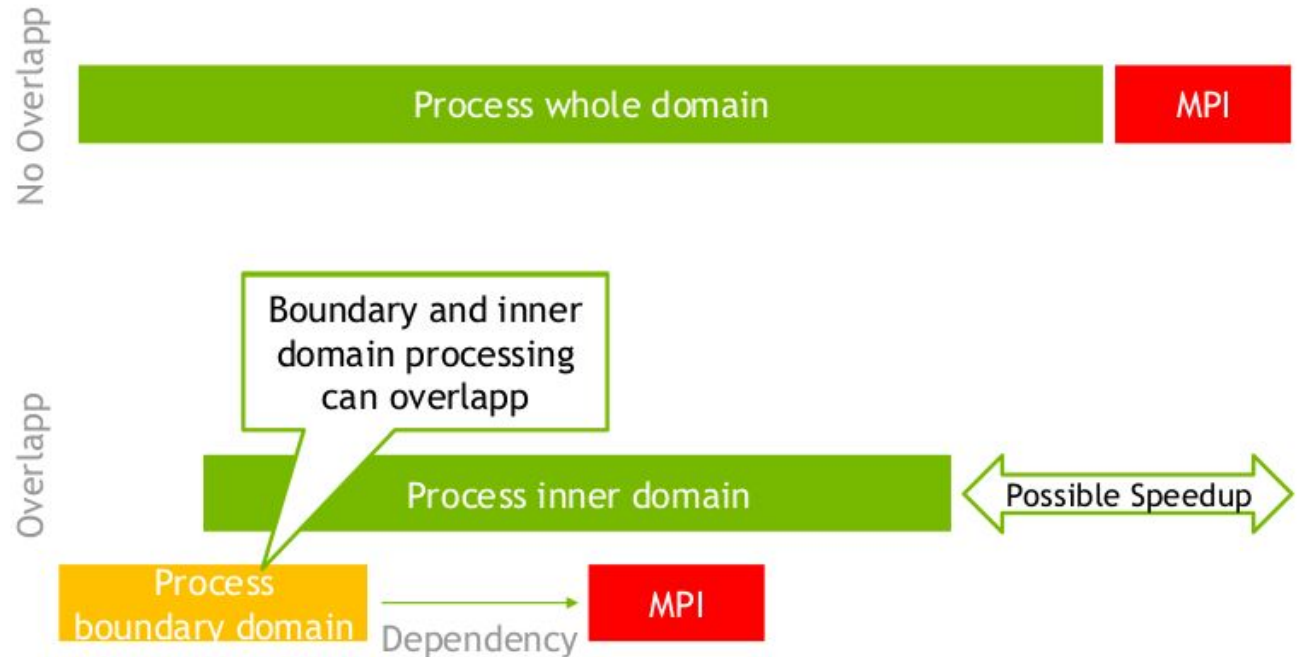 No Overlapp
Process whole domain
MPI
Boundary and inner
domain processing
can overlapp
Overlapp
Process inner domain
Possible Speedup
Process
boundary domain
Dependency
MPI